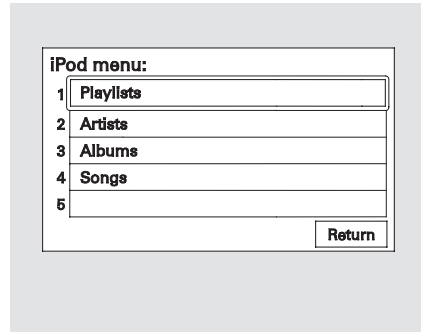 iPod menu:
1 Playlists
2 Artists
3 Albums
4 Songs
5
Return